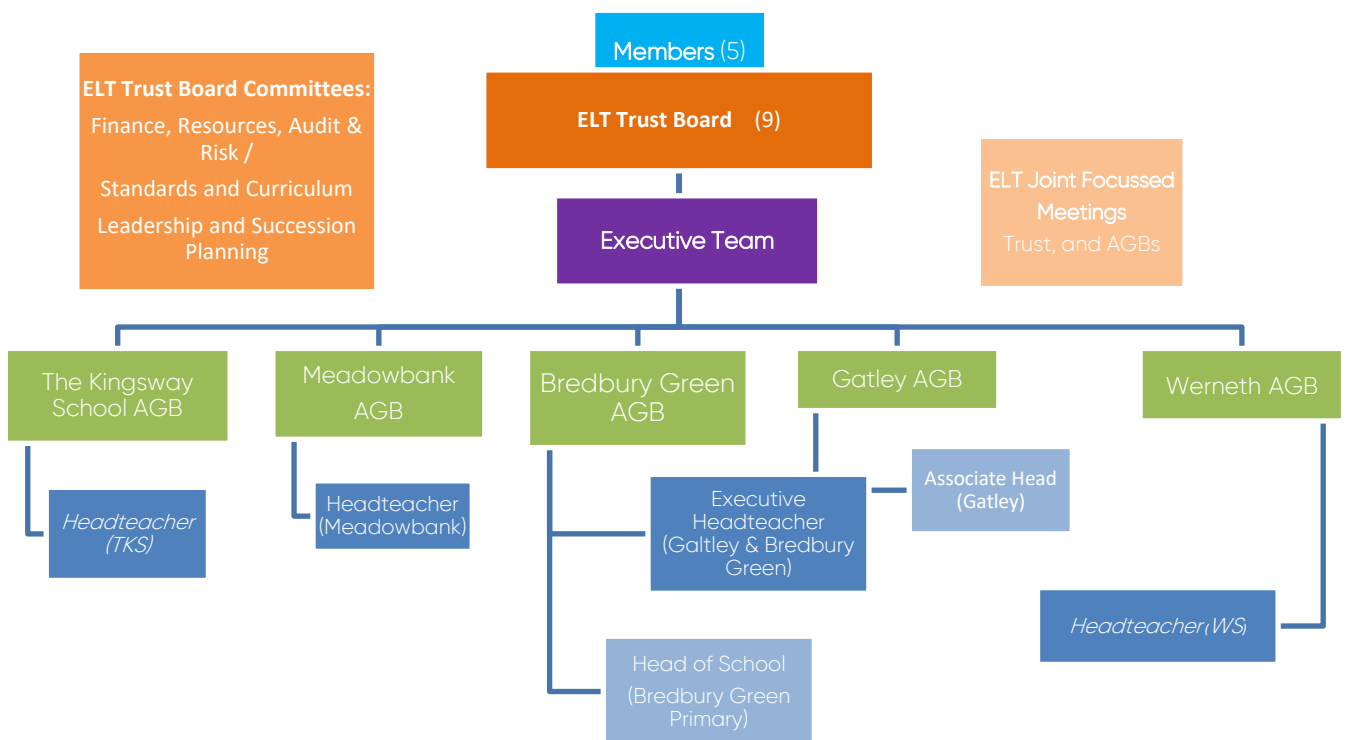 Members (5)
ELT Trust Board Committees:
Finance, Resources, Audit &
Risk /
Standards and Curriculum
Leadership and Succession
Planning
ELT Trust Board (9)
ELT Joint Focussed
Meetings
Trust, and AGBs
Executive Team
The Kingsway
School AGB
Meadowbank
AGB
Bredbury Green
AGB
Gatley AGB
Werneth AGB
Headteacher
(TKS)
Headteacher
(Meadowbank)
Executive
Headteacher
(Galtley & Bredbury
Green)
Associate Head
(Gatley)
Headteacher (WS)
Head of School
(Bredbury Green
Primary)